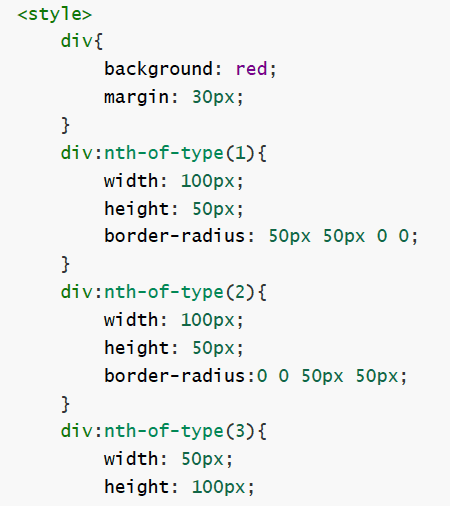 <style>
    div{
        background: red;
        margin: 30px;
    }
    div:nth-of-type(1){
        width: 100px;
        height: 50px;
        border-radius: 50px 50px 0 0;
    }
    div:nth-of-type(2){
        width: 100px;
        height: 50px;
        border-radius:0 0 50px 50px;
    }
    div:nth-of-type(3){
        width: 50px;
        height: 100px;